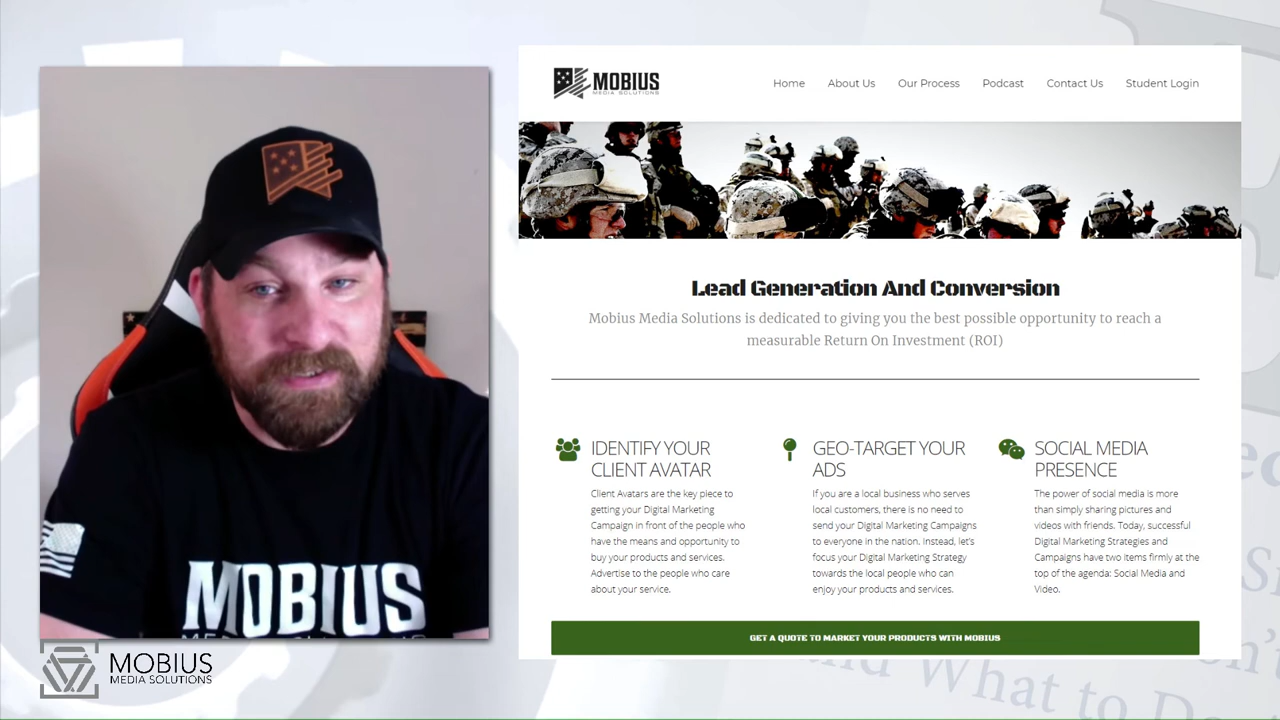 MOBIUS
MEDIA SOLUTIONS
Home About Us Our Process Podcast Contact Us Student Login
Lead Generation And Conversion
Mobius Media Solutions is dedicated to giving you the best possible opportunity to reach a
measurable Return On Investment (ROI)
IDENTIFY YOUR
CLIENT AVATAR
Client Avatars are the key piece to
getting your Digital Marketing
Campaign in front of the people who
have the means and opportunity to
buy your products and services.
Advertise to the people who care
about your service.
GEO-TARGET YOUR
ADS
If you are a local business who serves
local customers, there is no need to
send your Digital Marketing Campaigns
to everyone in the nation. Instead, let's
focus your Digital Marketing Strategy
towards the local people who can
enjoy your products and services.
SOCIAL MEDIA
PRESENCE
The power of social media is more
than simply sharing pictures and
videos with friends. Today, successful
Digital Marketing Strategies and
Campaigns have two items firmly at the
top of the agenda: Social Media and
Video.
GET A QUOTE TO MARKET YOUR PRODUCTS WITH MOBIUS
MOBIUS
MOBIUS
MEDIA SOLUTIONS
and What to